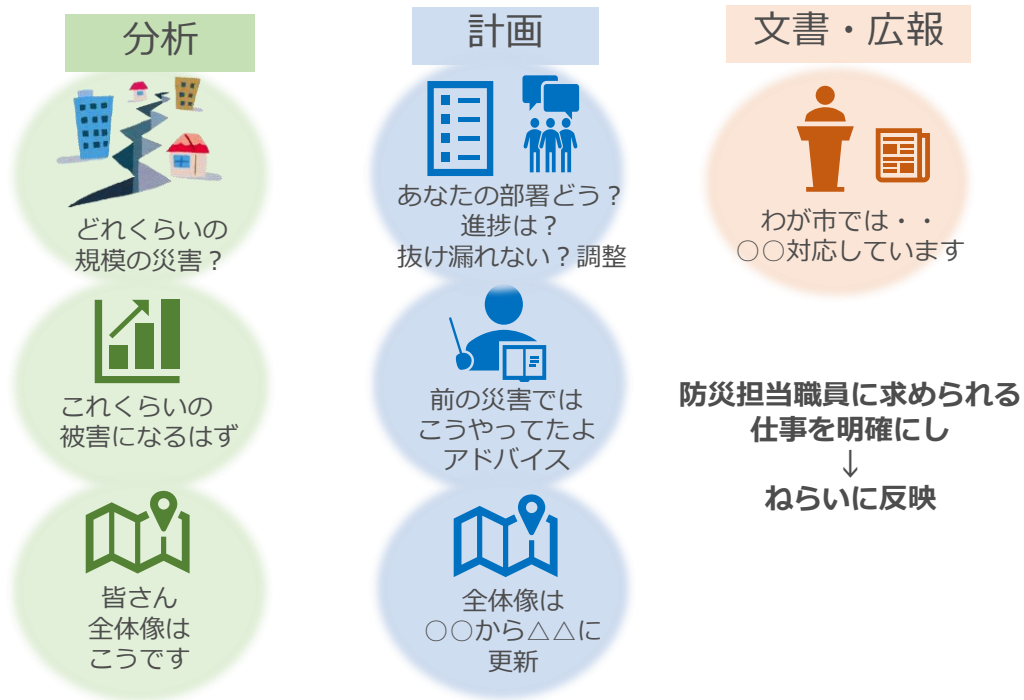 分析
どれくらいの
規模の災害？
これくらいの
被害になるはず
皆さん
全体像は
こうです
計画
あなたの部署どう？
進捗は？
抜け漏れない？調整
前の災害では
こうやってたよ
アドバイス
全体像は
○○から△△に
更新
文書・広報
わが市では・・
○○対応しています
防災担当職員に求められる
仕事を明確にし
↓
ねらいに反映